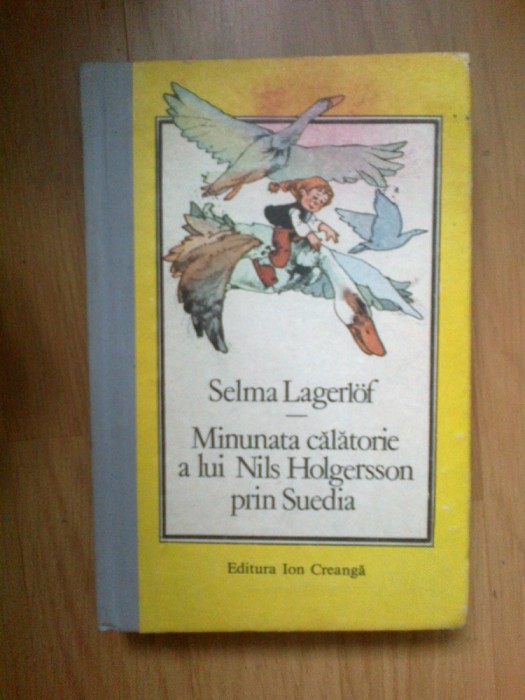 Selma Lagerlöf
Minunata călătorie
a lui Nils Holgersson
prin Suedia
Editura Ion Creangă